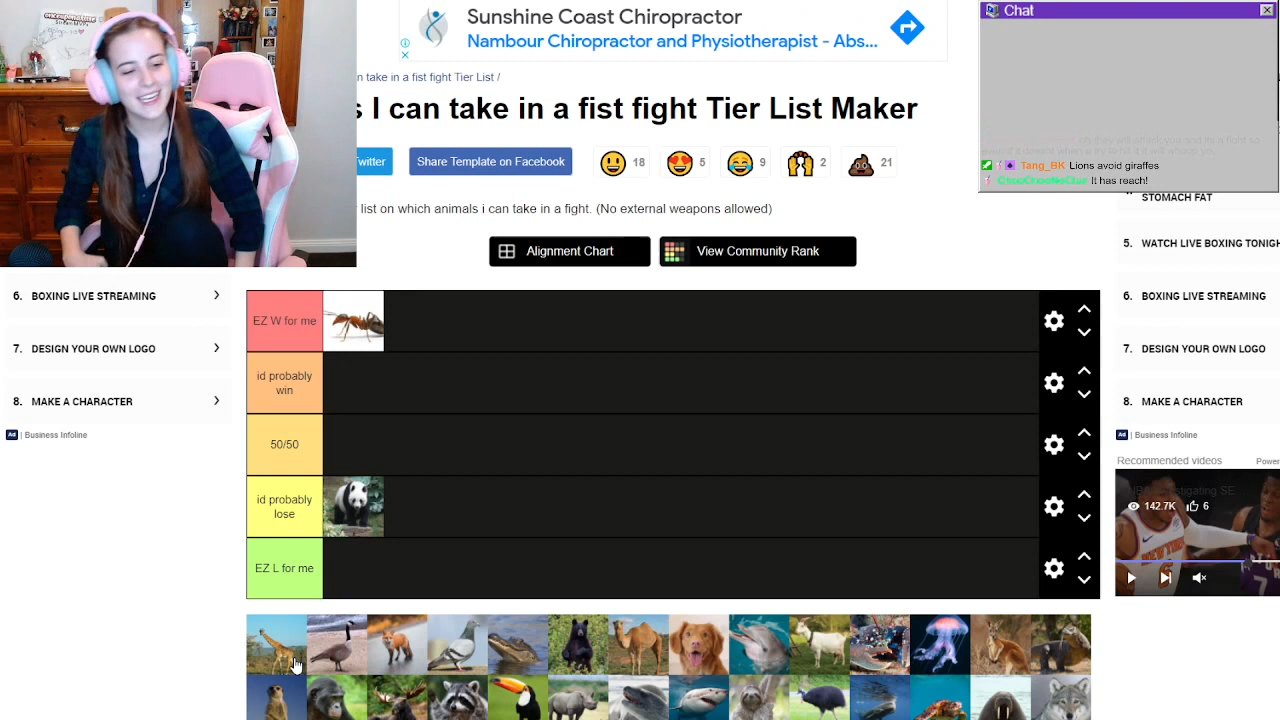 Sunshine Coast Chiropractor
Nambour Chiropractor and Physiotherapist - Abs...
Chat
Tang_BK Lions avoid giraffes
It has reach!
n take in a fist fight Tier List /
s I can take in a fist fight Tier List Maker
witter
Share Template on Facebook
18
5
9
2
21
list on which animals i can take in a fight. (No external weapons allowed)
Alignment Chart
View Community Rank
6. BOXING LIVE STREAMING
7. DESIGN YOUR OWN LOGO
8. MAKE A CHARACTER
Ad | Business Infoline
EZ W for me
id probably
win
50/50
id probably
lose
EZ L for me
STOMACH FAT
5. WATCH LIVE BOXING TONIGH
6. BOXING LIVE STREAMING
7. DESIGN YOUR OWN LOGO
8. MAKE A CHARACTER
Ad | Business Infoline
Recommended videos
Power
142.7K
6